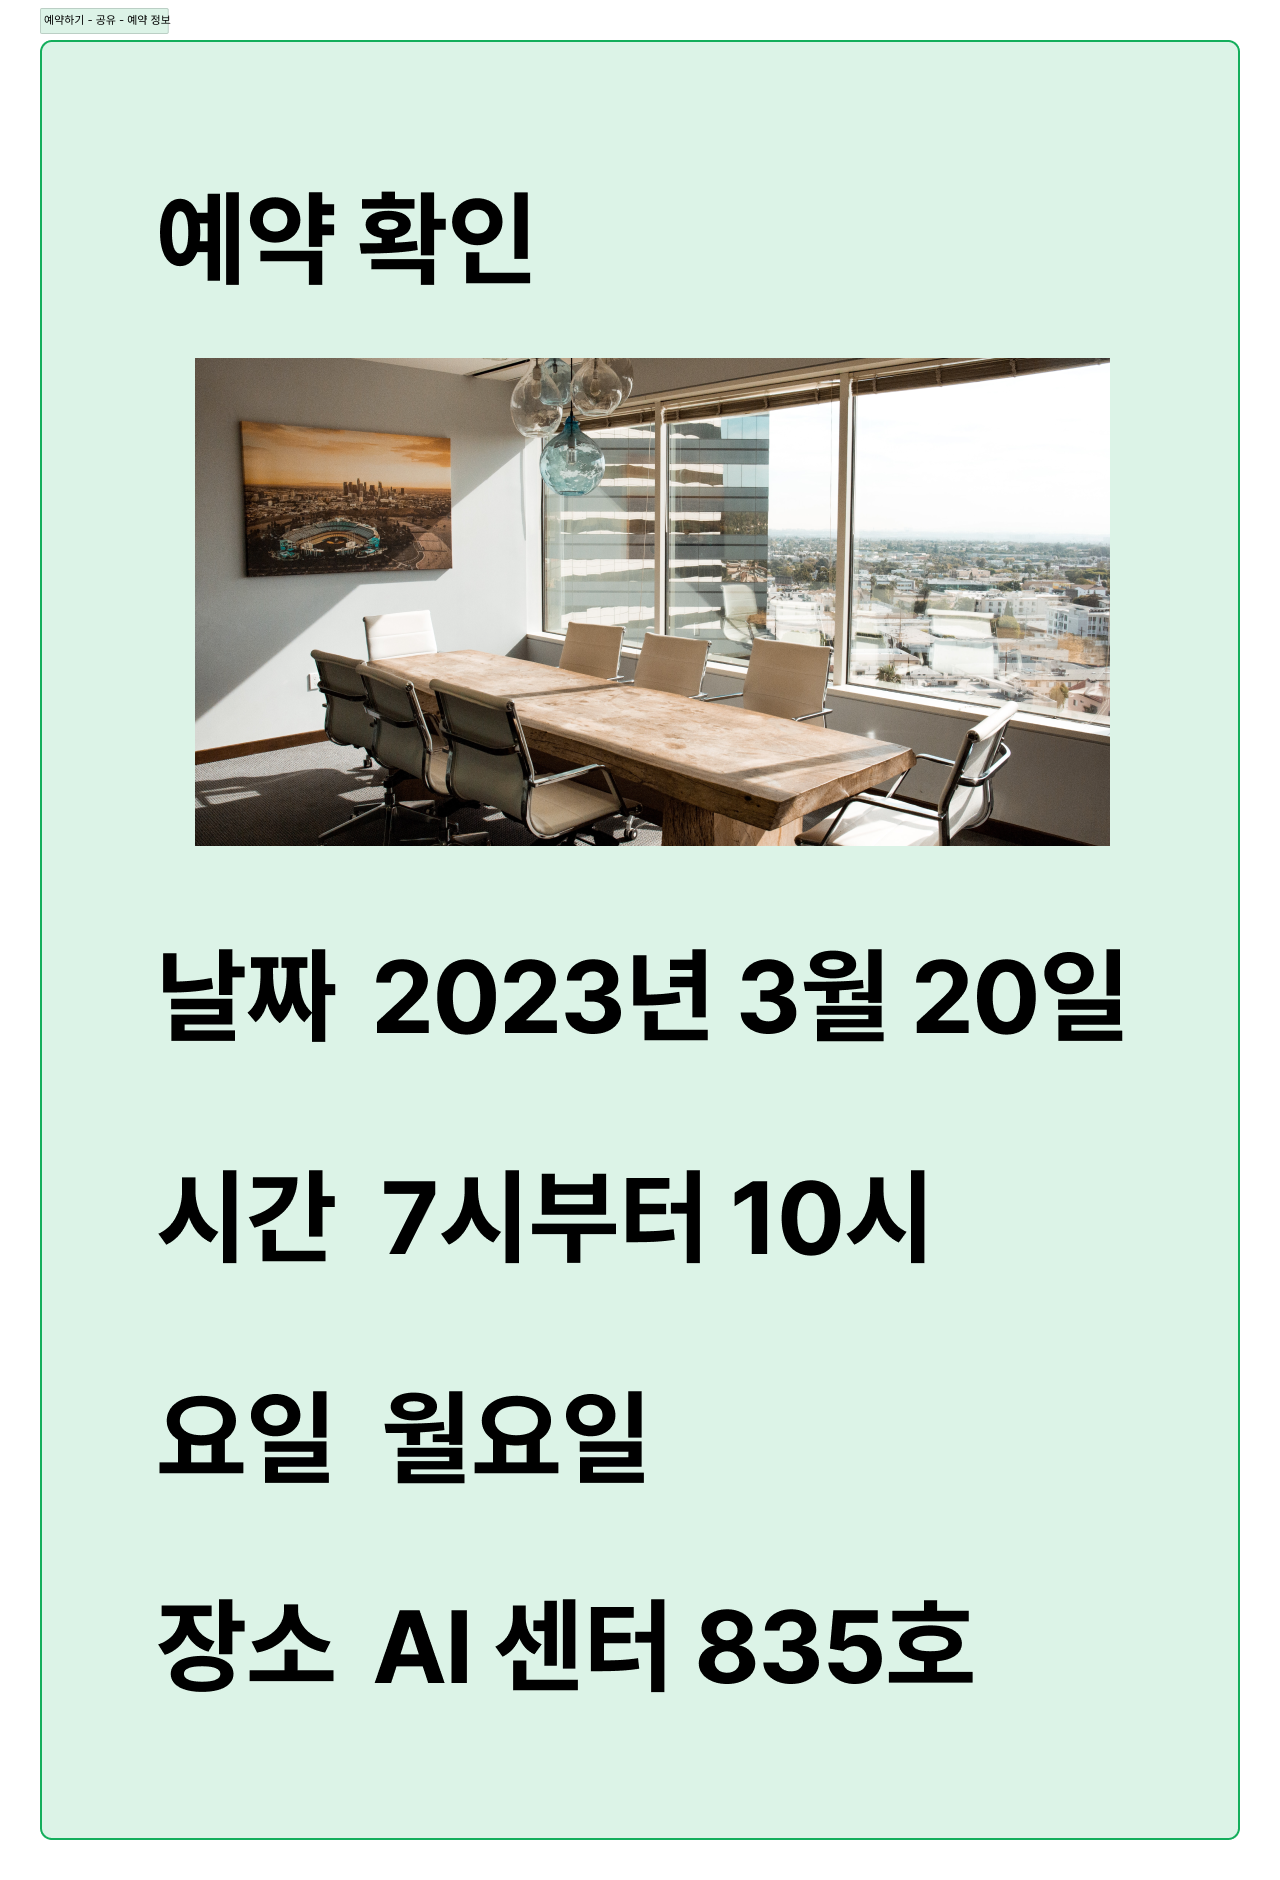 예약하기 - 공유 - 예약 정보
예약 확인
날짜 2023년 3월 20일
시간 7시부터 10시
요일 월요일
장소 AI 센터 835호